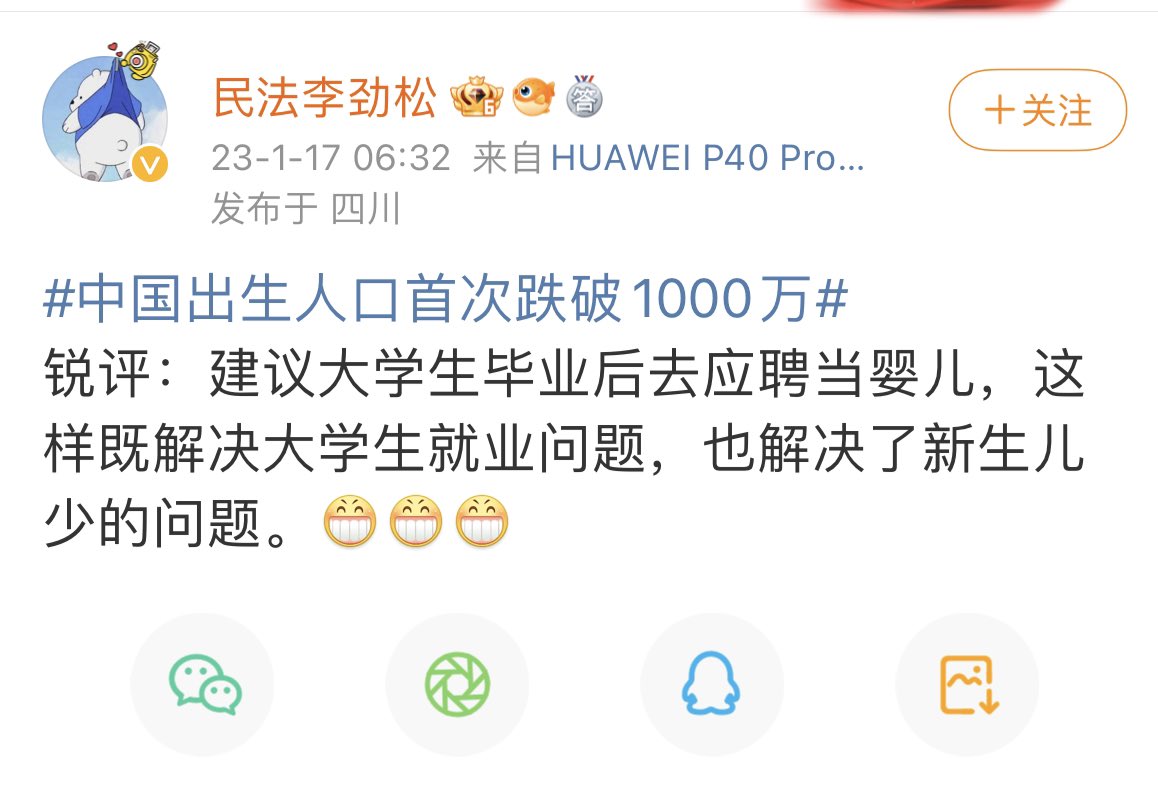 民法李劲松
+关注
23-1-17 06:32 来自 HUAWEI P40 Pro...
发布于 四川
#中国出生人口首次跌破1000万#
锐评：建议大学生毕业后去应聘当婴儿，这
样既解决大学生就业问题，也解决了新生儿
少的问题。